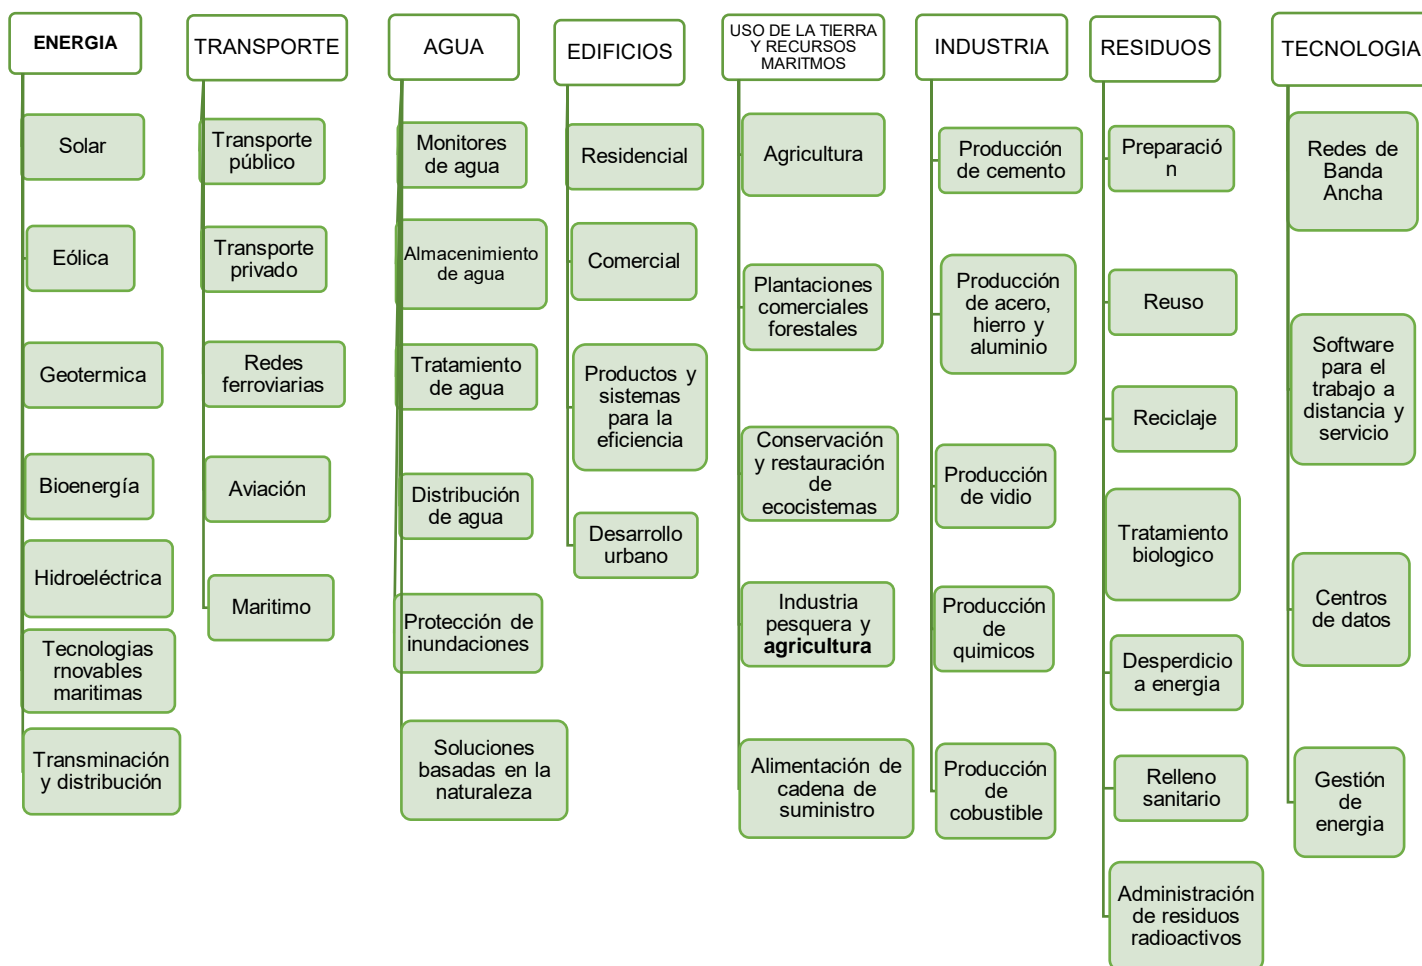 ENERGIA
Solar
Eólica
Geotermica
Bioenergía
Hidroeléctrica
Tecnologias
rnovables
maritimas
Transminación
y distribución
TRANSPORTE
Transporte
público
Transporte
privado
Redes
ferroviarias
Aviación
Maritimo
AGUA
Monitores
de agua
Almacenimiento
de agua
Tratamiento
de agua
Distribución
de agua
Protección de
inundaciones
Soluciones
basadas en la
naturaleza
EDIFICIOS
Residencial
Comercial
Productos y
sistemas
para la
eficiencia
Desarrollo
urbano
USO DE LA TIERRA
Y RECURSOS
MARITMOS
Agricultura
Plantaciones
comerciales
forestales
Conservación
y restauración
de
ecocistemas
Industria
pesquera y
agricultura
Alimentación de
cadena de
suministro
INDUSTRIA
Producción
de cemento
Producción
de acero,
hierro y
aluminio
Producción
de vidio
Producción
de
quimicos
Producción
de
cobustible
RESIDUOS
Preparació
n
Reuso
Reciclaje
Tratamiento
biologico
Desperdicio
a energia
Relleno
sanitario
Administración
de residuos
radioactivos
TECNOLOGIA
Redes de
Banda
Ancha
Software
para el
trabajo a
distancia y
servicio
Centros
de datos
Gestión
de
energia